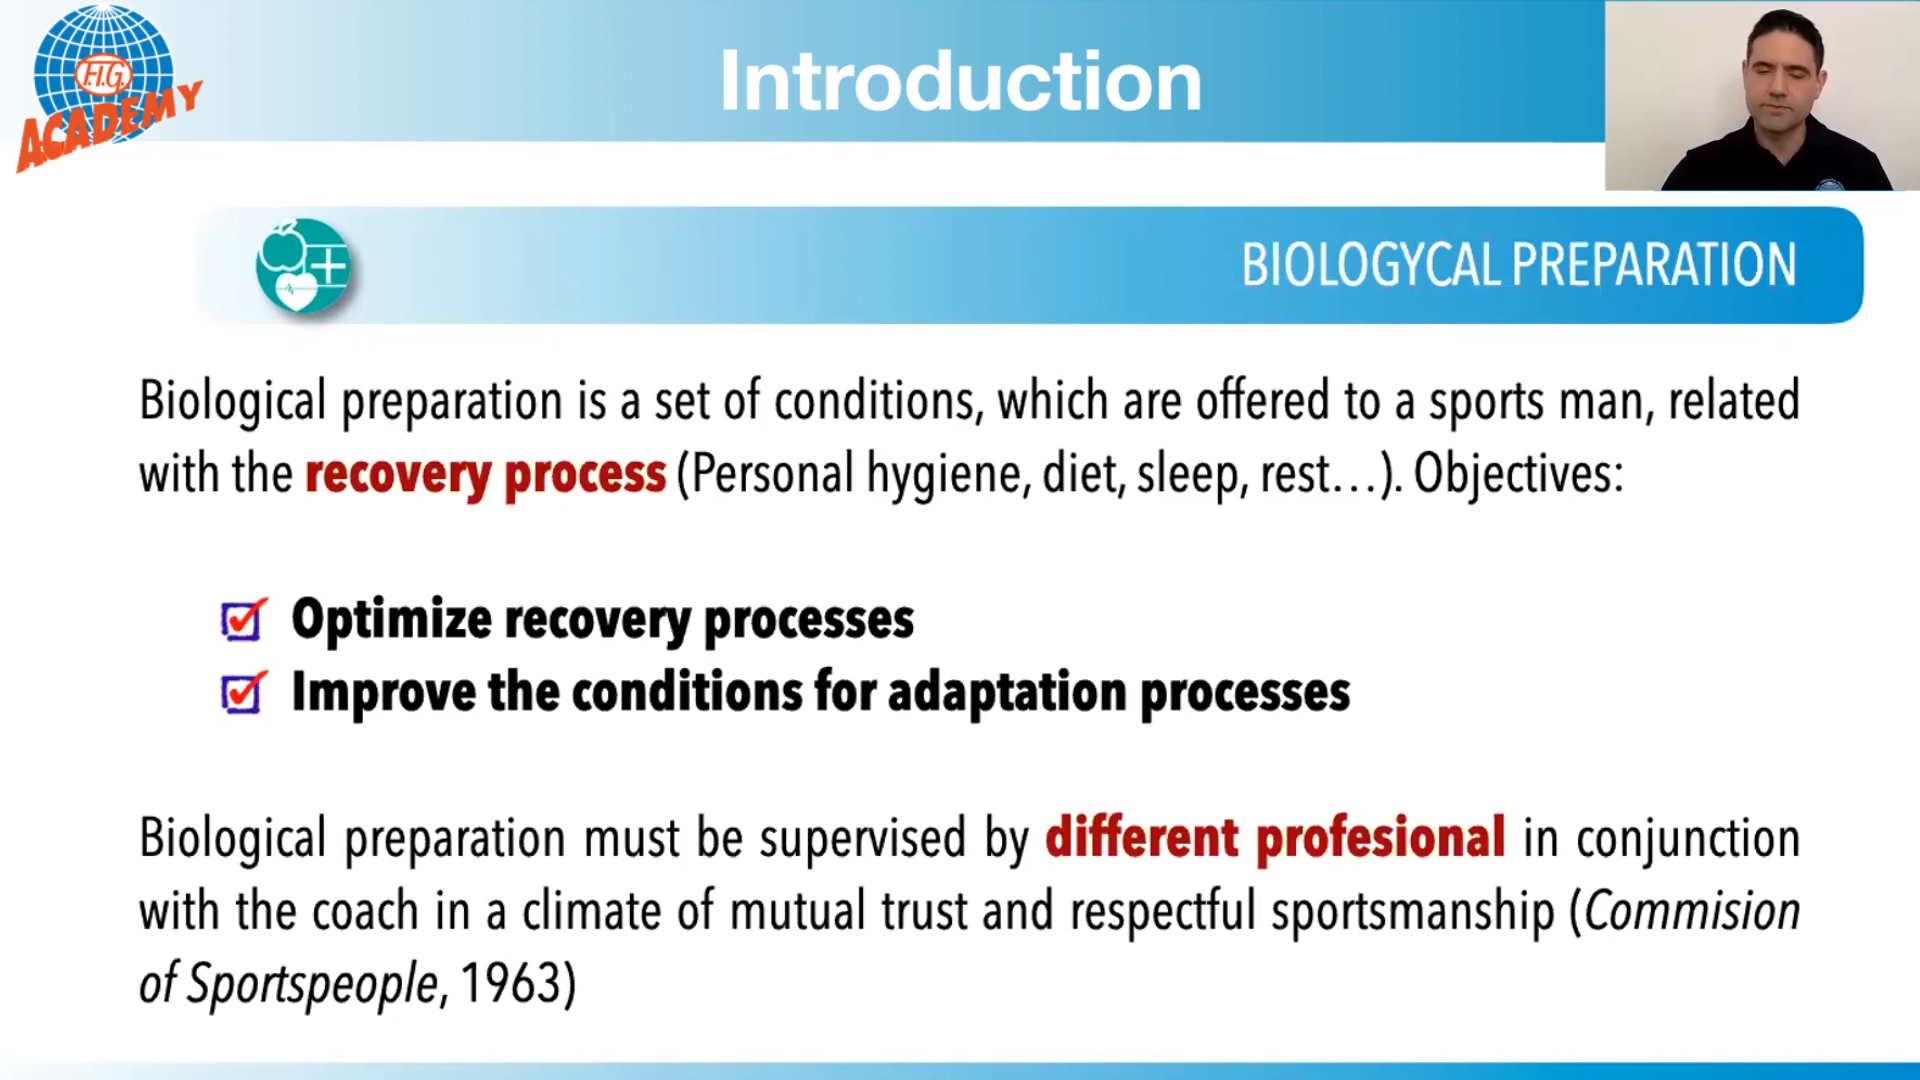 F.I.G.
ACADEMY
Introduction
BIOLOGYCAL PREPARATION
Biological preparation is a set of conditions, which are offered to a sports man, related
with the recovery process (Personal hygiene, diet, sleep, rest…). Objectives:
Optimize recovery processes
Improve the conditions for adaptation processes
Biological preparation must be supervised by different profesional in conjunction
with the coach in a climate of mutual trust and respectful sportsmanship (Commision
of Sportspeople, 1963)